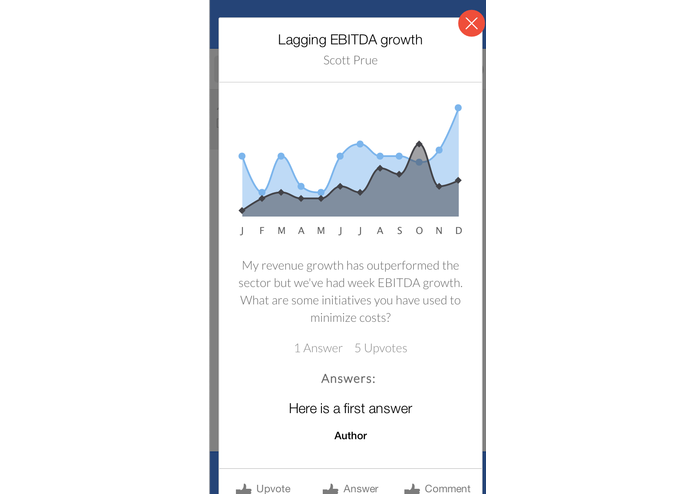 Lagging EBITDA growth
Scott Prue
J F M A M J J A S O N D
My revenue growth has outperformed the
sector but we've had week EBITDA growth.
What are some initiatives you have used to
minimize costs?
1 Answer 5 Upvotes
Answers:
Here is a first answer
Author
Upvote Answer Comment